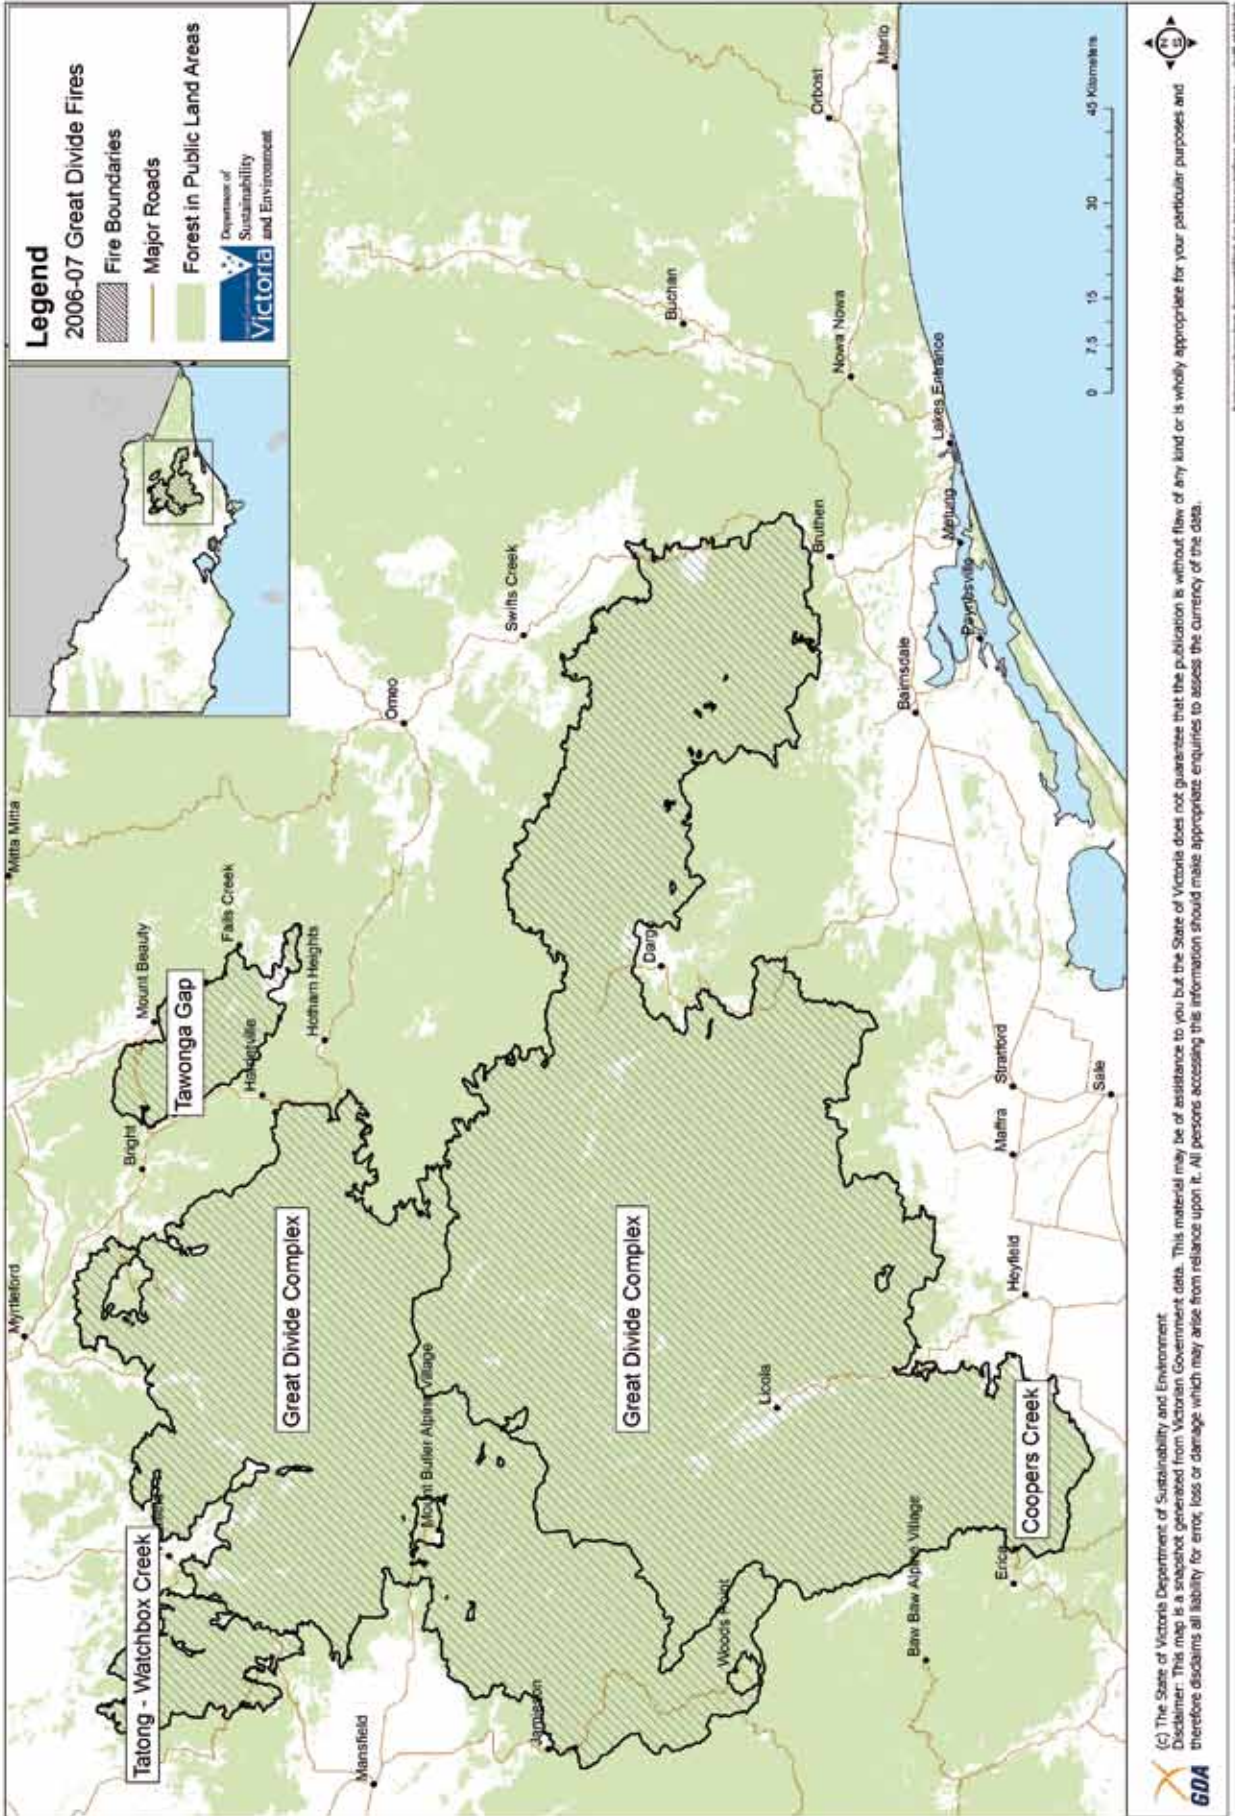 Legend
2006-07 Great Divide Fires
Fire Boundaries
Major Roads
Forest in Public Land Areas
Victoria
Department of
Sustainability
and Environment
Mitta Mitta
Myrtleford
Mount Beauty
Bright
Tawonga Gap
Falls Creek
Harrietville
Hotham Heights
Omeo
Swifts Creek
Buchan
Orbost
Marlo
Nowa Nowa
Lakes Entrance
Bruthen
Metung
Paynesville
Bairnsdale
Tatong - Watchbox Creek
Great Divide Complex
Mansfield
Mount Buller Alpine Village
Jamieson
Great Divide Complex
Dargo
Woods Point
Licola
Baw Baw Alpine Village
Erica
Coopers Creek
Heyfield
Maffra
Stratford
Sale
0 7.5 15 30 45 Kilometers
N
S
GDA
(c) The State of Victoria Department of Sustainability and Environment
Disclaimer: This map is a snapshot generated from Victorian Government data. This material may be of assistance to you but the State of Victoria does not guarantee that the publication is without flaw of any kind or is wholly appropriate for your particular purposes and
therefore disclaims all liability for error, loss or damage which may arise from reliance upon it. All persons accessing this information should make appropriate enquiries to assess the currency of the data.